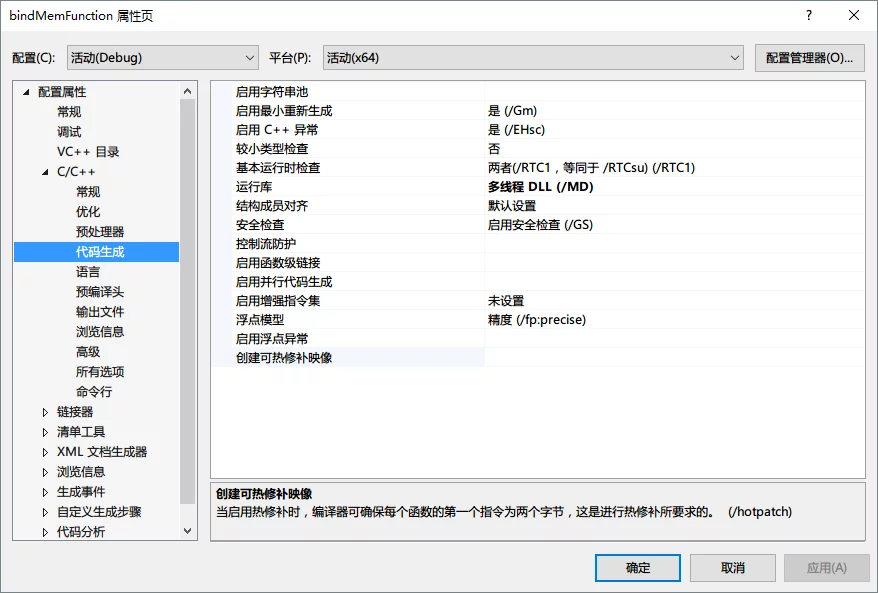 bindMemFunction 属性页
配置(C): 活动(Debug) 平台(P): 活动(x64) 配置管理器(O)...
配置属性
常规
调试
VC++ 目录
C/C++
常规
优化
预处理器
代码生成
语言
预编译头
输出文件
浏览信息
高级
所有选项
命令行
链接器
清单工具
XML 文档生成器
浏览信息
生成事件
自定义生成步骤
代码分析
启用字符串池
启用最小重新生成 是 (/Gm)
启用 C++ 异常 是 (/EHsc)
较小类型检查 否
基本运行时检查 两者(/RTC1，等同于 /RTCsu) (/RTC1)
运行库 多线程 DLL (/MD)
结构成员对齐 默认设置
安全检查 启用安全检查 (/GS)
控制流防护
启用函数级链接
启用并行代码生成
启用增强指令集 未设置
浮点模型 精度 (/fp:precise)
启用浮点异常
创建可热修补映像
创建可热修补映像
当启用热修补时，编译器可确保每个函数的第一个指令为两个字节，这是进行热修补所要求的。 (/hotpatch)
确定 取消 应用(A)